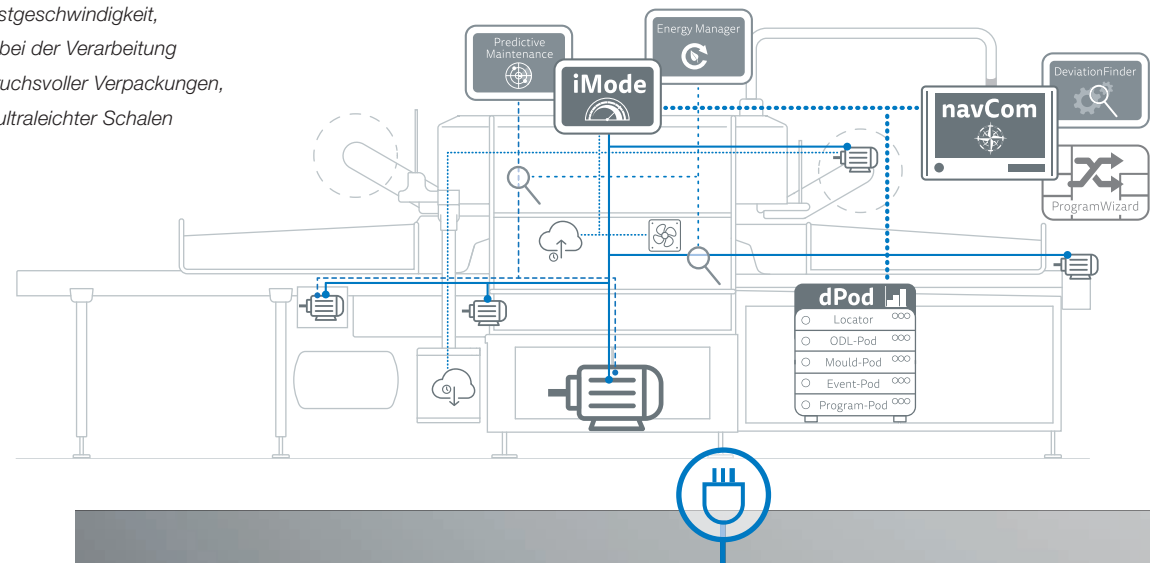 stgeschwindigkeit,
bei der Verarbeitung
uchsvoller Verpackungen,
ultraleichter Schalen
Predictive
Maintenance
Energy Manager
iMode
navCom
DeviationFinder
ProgramWizard
dPod
Locator
ODL-Pod
Mould-Pod
Event-Pod
Program-Pod